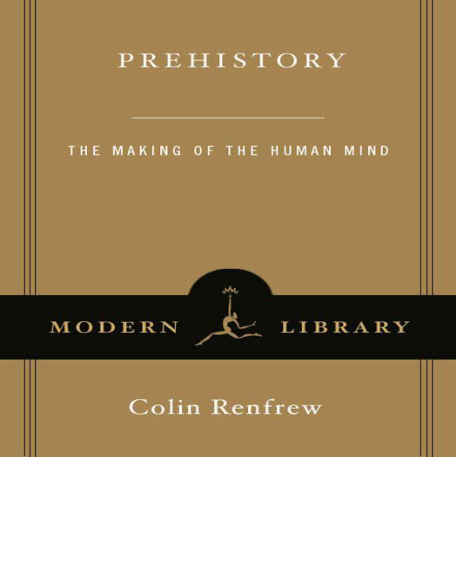 PREHISTORY
THE MAKING OF THE HUMAN MIND
MODERN LIBRARY
Colin Renfrew